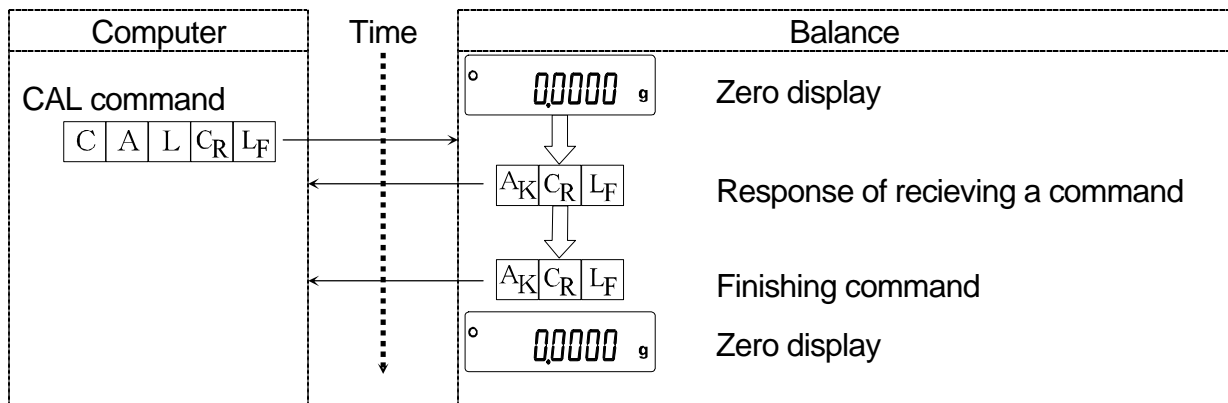 Computer Time Balance
0.0000 g Zero display
CAL command
C A L CR LF
AK CR LF Response of recieving a command
AK CR LF Finishing command
0.0000 g Zero display